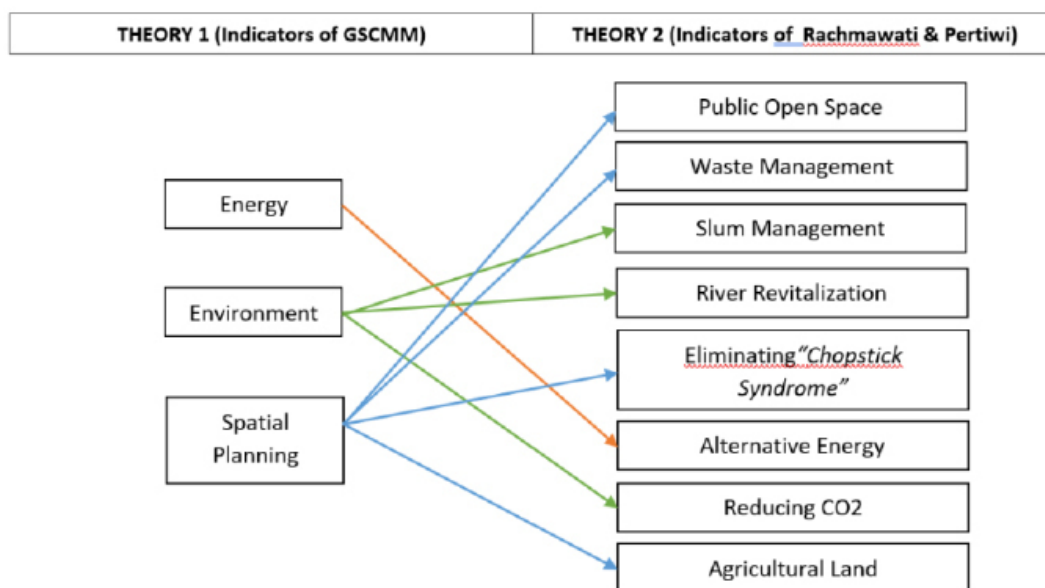 THEORY 1 (Indicators of GSCMM)
THEORY 2 (Indicators of Rachmawati & Pertiwi)
Energy
Environment
Spatial
Planning
Public Open Space
Waste Management
Slum Management
River Revitalization
Eliminating“Chopstick
Syndrome”
Alternative Energy
Reducing CO2
Agricultural Land